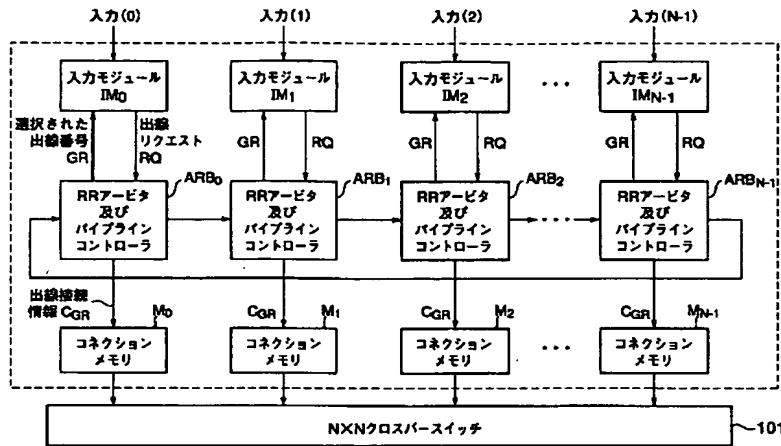 入力(0) 入力(1) 入力(2) 入力(N-1)
入力モジュール 入力モジュール 入力モジュール 入力モジュール
IM0 IM1 IM2 ・・・ IMN-1
選択された 出線
出線番号 リクエスト
GR RQ GR RQ GR RQ GR RQ
ARB0 ARB1 ARB2 ARBN-1
RRアービタ RRアービタ RRアービタ RRアービタ
及び 及び 及び 及び
パイプライン パイプライン パイプライン ・・・ パイプライン
コントローラ コントローラ コントローラ コントローラ
出線接続
情報 CGR M0 CGR M1 CGR M2 CGR MN-1
コネクション コネクション コネクション ・・・ コネクション
メモリ メモリ メモリ メモリ
N×Nクロスバースイッチ 101